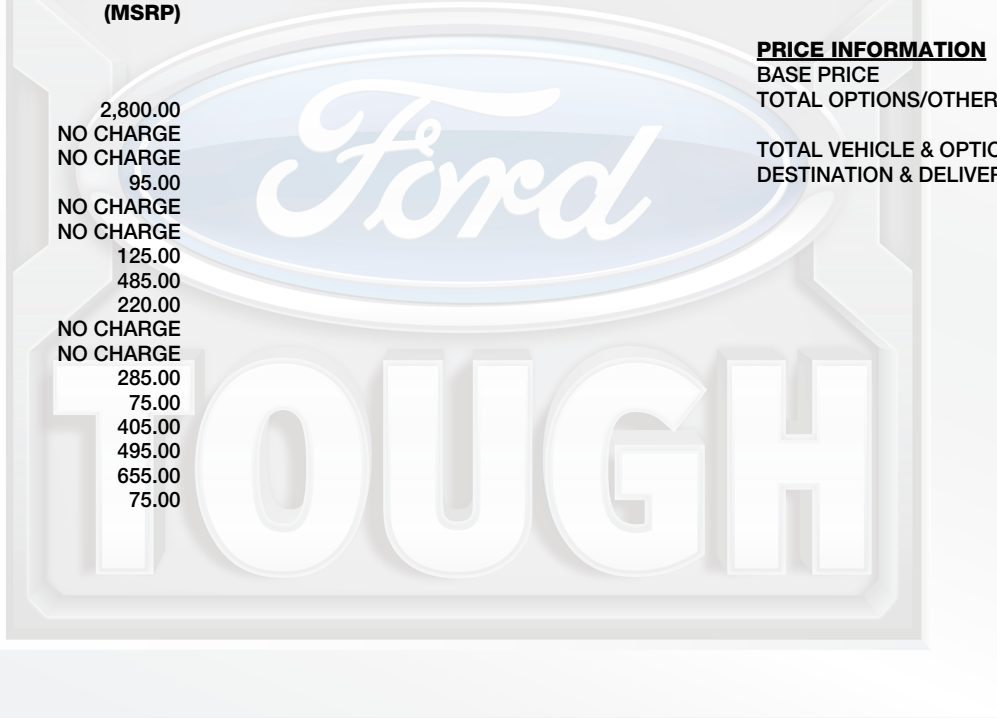 (MSRP)
2,800.00
NO CHARGE
NO CHARGE
95.00
NO CHARGE
NO CHARGE
125.00
485.00
220.00
NO CHARGE
NO CHARGE
285.00
75.00
405.00
495.00
655.00
75.00
PRICE INFORMATION
BASE PRICE
TOTAL OPTIONS/OTHER
TOTAL VEHICLE & OPTIO
DESTINATION & DELIVER
Ford
TOUGH